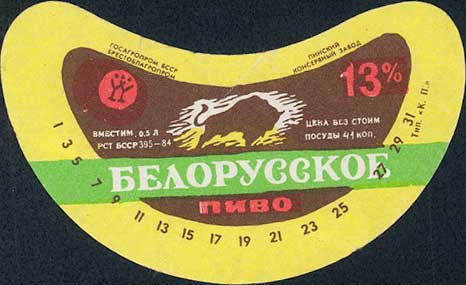 ГОСАГРОПРОМ БССР
БРЕСТОБЛАГРОПРОМ
ПИНСКИЙ
КОНСЕРВНЫЙ ЗАВОД
13%
ВМЕСТИМ. 0,5 Л
РСТ БССР 395-84
ЦЕНА БЕЗ СТОИМ
ПОСУДЫ 41 КОП.
БЕЛОРУССКОЕ
ПИВО
1 3 5 7 9 11 13 15 17 19 21 23 25 27 29 31
Тип. «К. П.»